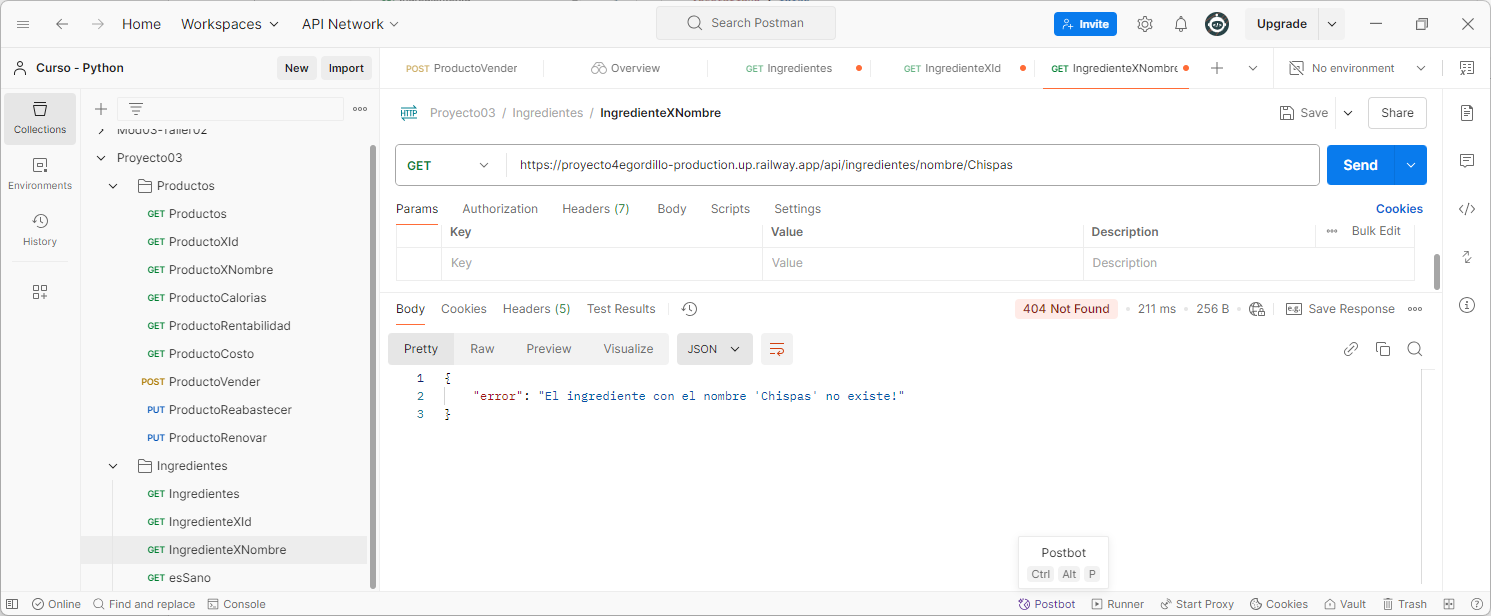 Home Workspaces API Network Search Postman Invite Upgrade
Curso - Python New Import POST ProductoVender Overview GET Ingredientes GET IngredienteXId GET IngredienteXNombre No environment
Collections
Environments
History
Mod03-Taller02
Proyecto03
Productos
GET Productos
GET ProductoXId
GET ProductoXNombre
GET ProductoCalorias
GET ProductoRentabilidad
GET ProductoCosto
POST ProductoVender
PUT ProductoReabastecer
PUT ProductoRenovar
Ingredientes
GET Ingredientes
GET IngredienteXId
GET IngredienteXNombre
GET esSano
HTTP Proyecto03 / Ingredientes / IngredienteXNombre Save Share
GET https://proyecto4egordillo-production.up.railway.app/api/ingredientes/nombre/Chispas Send
Params Authorization Headers (7) Body Scripts Settings Cookies
Key Value Description Bulk Edit
Key Value Description
Body Cookies Headers (5) Test Results 404 Not Found 211 ms 256 B e.g. Save Response
Pretty Raw Preview Visualize JSON
1 {
2 "error": "El ingrediente con el nombre 'Chispas' no existe!"
3 }
Postbot
Ctrl Alt P
Online Find and replace Console Postbot Runner Start Proxy Cookies Vault Trash